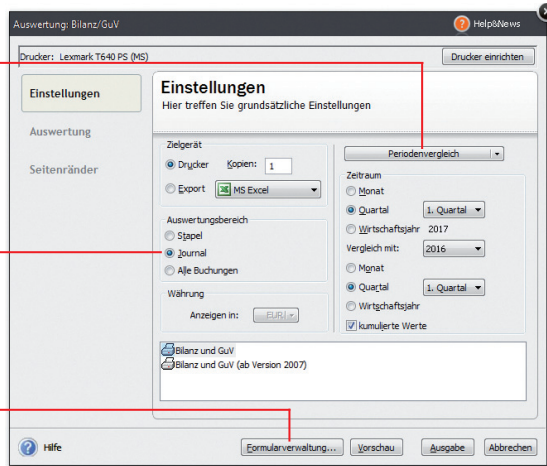 Auswertung: Bilanz/GuV
Help&News
Drucker: Lexmark T640 PS (MS)
Drucker einrichten
Einstellungen
Auswertung
Seitenränder
Einstellungen
Hier treffen Sie grundsätzliche Einstellungen
Zielgerät
Drucker Kopien: 1
Export MS Excel
Auswertungsbereich
Stapel
Journal
Alle Buchungen
Währung
Anzeigen in: EUR/
Periodenvergleich
Zeitraum
Monat
Quartal 1. Quartal
Wirtschaftsjahr 2017
Vergleich mit: 2016
Monat
Quartal 1. Quartal
Wirtschaftsjahr
kumulierte Werte
Bilanz und GuV
Bilanz und GuV (ab Version 2007)
Hilfe
Formularverwaltung...
Vorschau
Ausgabe
Abbrechen